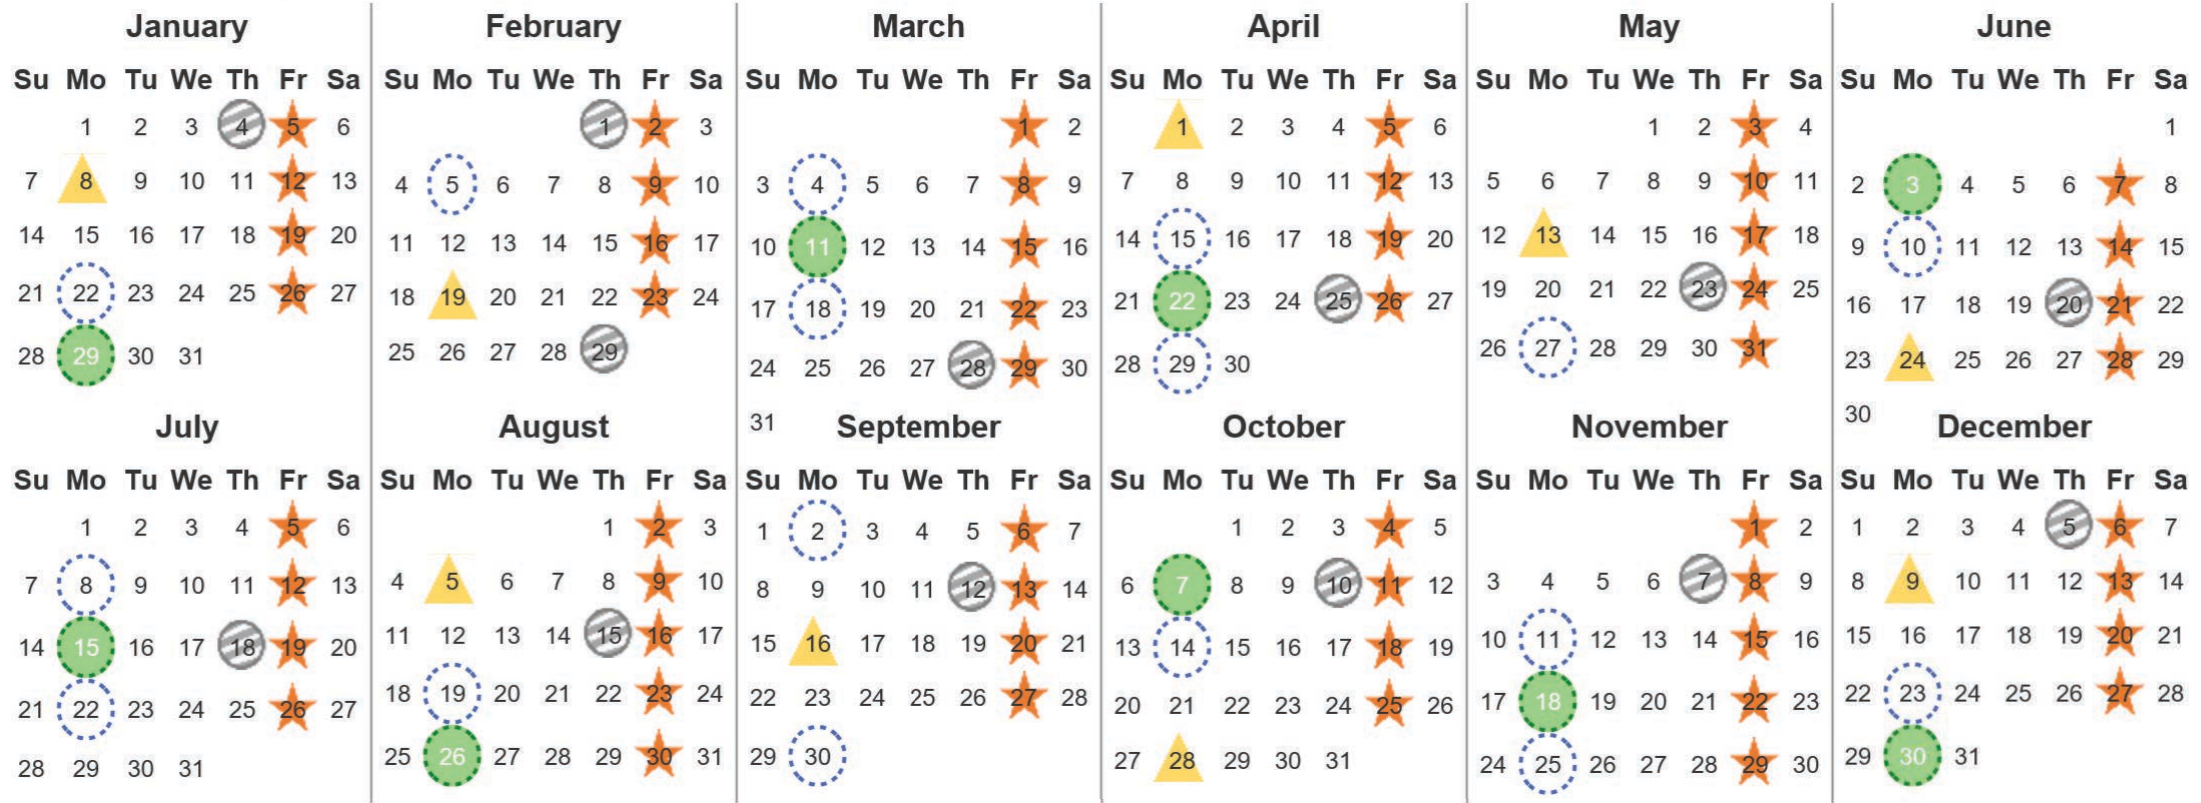 January
Su Mo Tu We Th Fr Sa
1 2 3 4 5 6
7 8 9 10 11 12 13
14 15 16 17 18 19 20
21 22 23 24 25 26 27
28 29 30 31
February
Su Mo Tu We Th Fr Sa
1 2 3
4 5 6 7 8 9 10
11 12 13 14 15 16 17
18 19 20 21 22 23 24
25 26 27 28 29
March
Su Mo Tu We Th Fr Sa
1 2
3 4 5 6 7 8 9
10 11 12 13 14 15 16
17 18 19 20 21 22 23
24 25 26 27 28 29 30
31
April
Su Mo Tu We Th Fr Sa
1 2 3 4 5 6
7 8 9 10 11 12 13
14 15 16 17 18 19 20
21 22 23 24 25 26 27
28 29 30
May
Su Mo Tu We Th Fr Sa
1 2 3 4
5 6 7 8 9 10 11
12 13 14 15 16 17 18
19 20 21 22 23 24 25
26 27 28 29 30 31
June
Su Mo Tu We Th Fr Sa
1
2 3 4 5 6 7 8
9 10 11 12 13 14 15
16 17 18 19 20 21 22
23 24 25 26 27 28 29
30
July
Su Mo Tu We Th Fr Sa
1 2 3 4 5 6
7 8 9 10 11 12 13
14 15 16 17 18 19 20
21 22 23 24 25 26 27
28 29 30 31
August
Su Mo Tu We Th Fr Sa
1 2 3
4 5 6 7 8 9 10
11 12 13 14 15 16 17
18 19 20 21 22 23 24
25 26 27 28 29 30 31
September
Su Mo Tu We Th Fr Sa
1 2 3 4 5 6 7
8 9 10 11 12 13 14
15 16 17 18 19 20 21
22 23 24 25 26 27 28
29 30
October
Su Mo Tu We Th Fr Sa
1 2 3 4 5
6 7 8 9 10 11 12
13 14 15 16 17 18 19
20 21 22 23 24 25 26
27 28 29 30 31
November
Su Mo Tu We Th Fr Sa
1 2
3 4 5 6 7 8 9
10 11 12 13 14 15 16
17 18 19 20 21 22 23
24 25 26 27 28 29 30
December
Su Mo Tu We Th Fr Sa
1 2 3 4 5 6 7
8 9 10 11 12 13 14
15 16 17 18 19 20 21
22 23 24 25 26 27 28
29 30 31